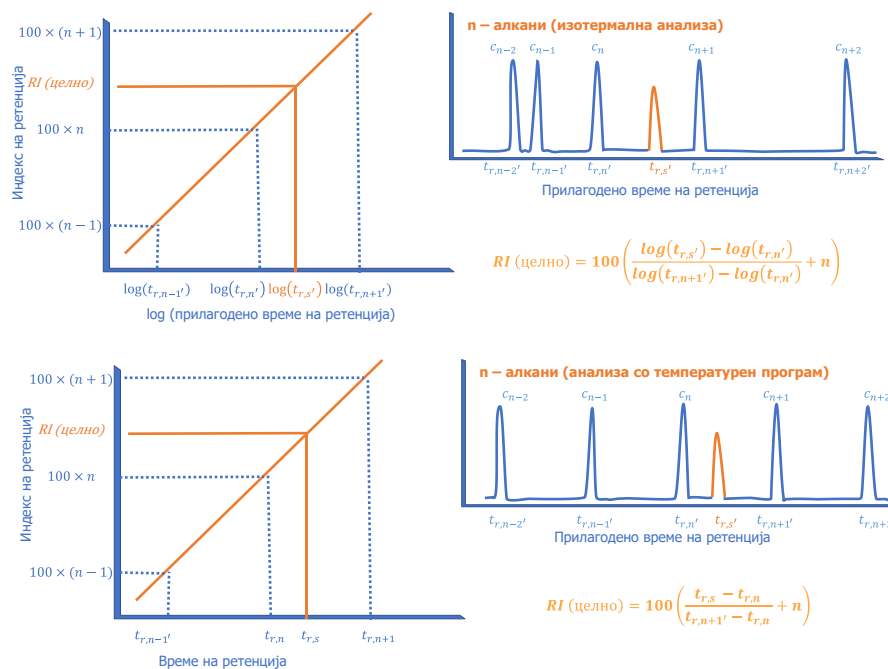 100 × (n + 1)
RI (целно)
100 × n
100 × (n − 1)
Индекс на ретенција
log(t_{r,n-1'}) log(t_{r,n'}) log(t_{r,s'}) log(t_{r,n+1'})
log (прилагодено време на ретенција)
n – алкани (изотермална анализа)
c_{n-2} c_{n-1} c_n c_{n+1} c_{n+2}
t_{r,n-2'} t_{r,n-1'} t_{r,n'} t_{r,s'} t_{r,n+1'} t_{r,n+2'}
Прилагодено време на ретенција
RI (целно) = 100 ( (log(t_{r,s'}) − log(t_{r,n'})) / (log(t_{r,n+1'}) − log(t_{r,n'})) + n )
100 × (n + 1)
RI (целно)
100 × n
100 × (n − 1)
Индекс на ретенција
t_{r,n-1'} t_{r,n} t_{r,s} t_{r,n+1}
Време на ретенција
n – алкани (анализа со температурен програм)
c_{n-2} c_{n-1} c_n c_{n+1} c_{n+2}
t_{r,n-2'} t_{r,n-1'} t_{r,n'} t_{r,s'} t_{r,n+1'} t_{r,n+2
Прилагодено време на ретенција
RI (целно) = 100 ( (t_{r,s} − t_{r,n}) / (t_{r,n+1'} − t_{r,n}) + n )